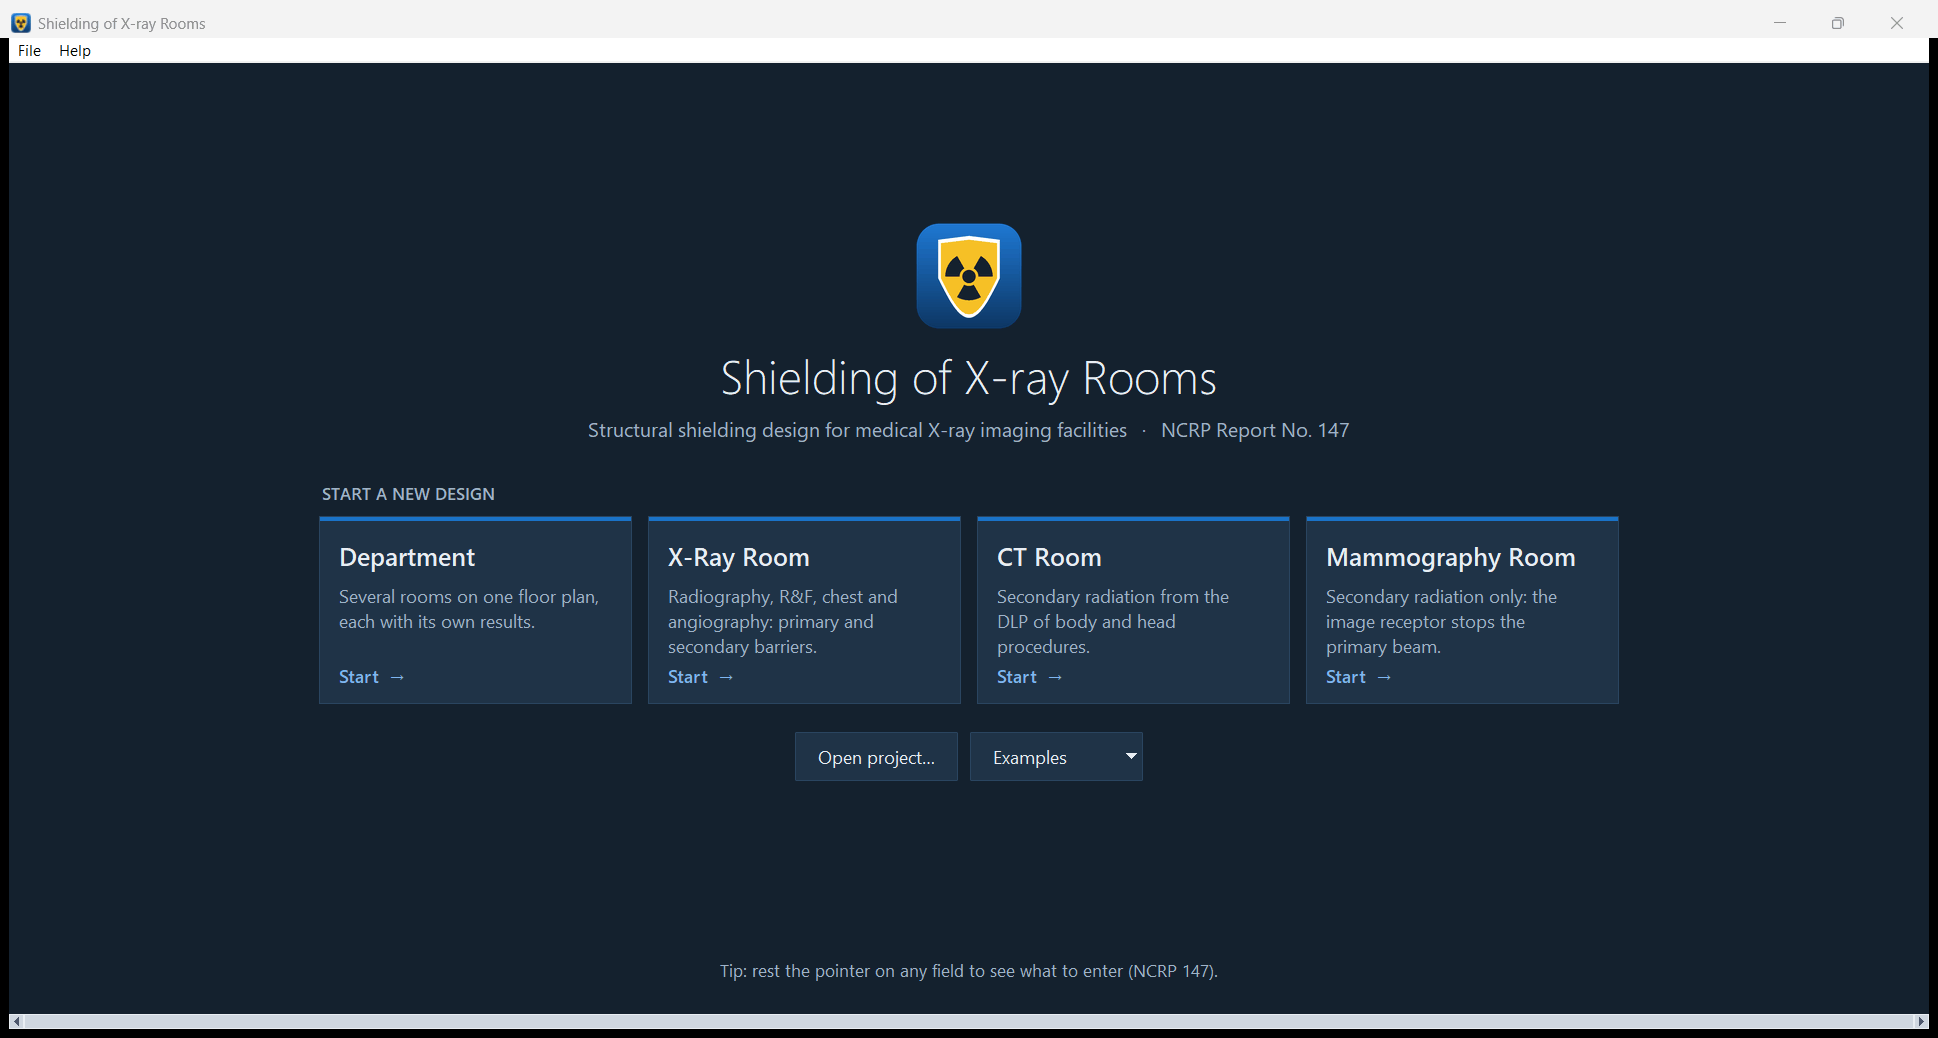 Shielding of X-ray Rooms
File Help
Shielding of X-ray Rooms
Structural shielding design for medical X-ray imaging facilities · NCRP Report No. 147
START A NEW DESIGN
Department
Several rooms on one floor plan,
each with its own results.
Start →
X-Ray Room
Radiography, R&F, chest and
angiography: primary and
secondary barriers.
Start →
CT Room
Secondary radiation from the
DLP of body and head
procedures.
Start →
Mammography Room
Secondary radiation only: the
image receptor stops the
primary beam.
Start →
Open project...
Examples
Tip: rest the pointer on any field to see what to enter (NCRP 147).